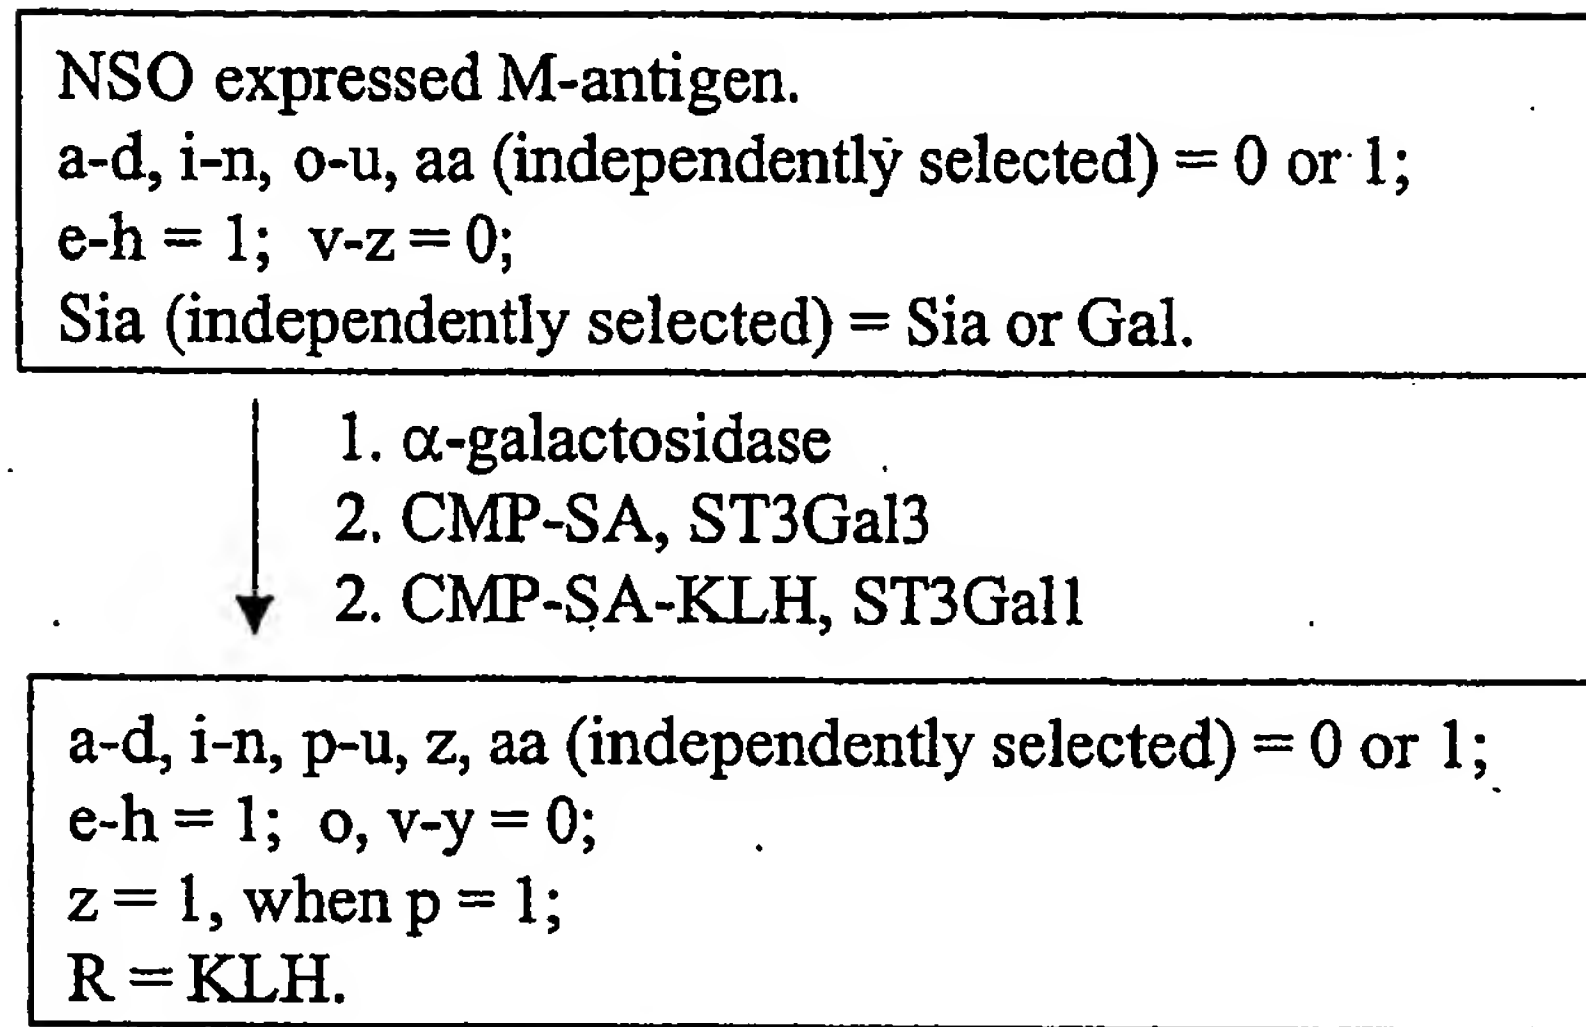 NSO expressed M-antigen.
a-d, i-n, o-u, aa (independently selected) = 0 or 1;
e-h = 1; v-z = 0;
Sia (independently selected) = Sia or Gal.
1. α-galactosidase
2. CMP-SA, ST3Gal3
2. CMP-SA-KLH, ST3Gal1
a-d, i-n, p-u, z, aa (independently selected) = 0 or 1;
e-h = 1; o, v-y = 0;
z = 1, when p = 1;
R = KLH.